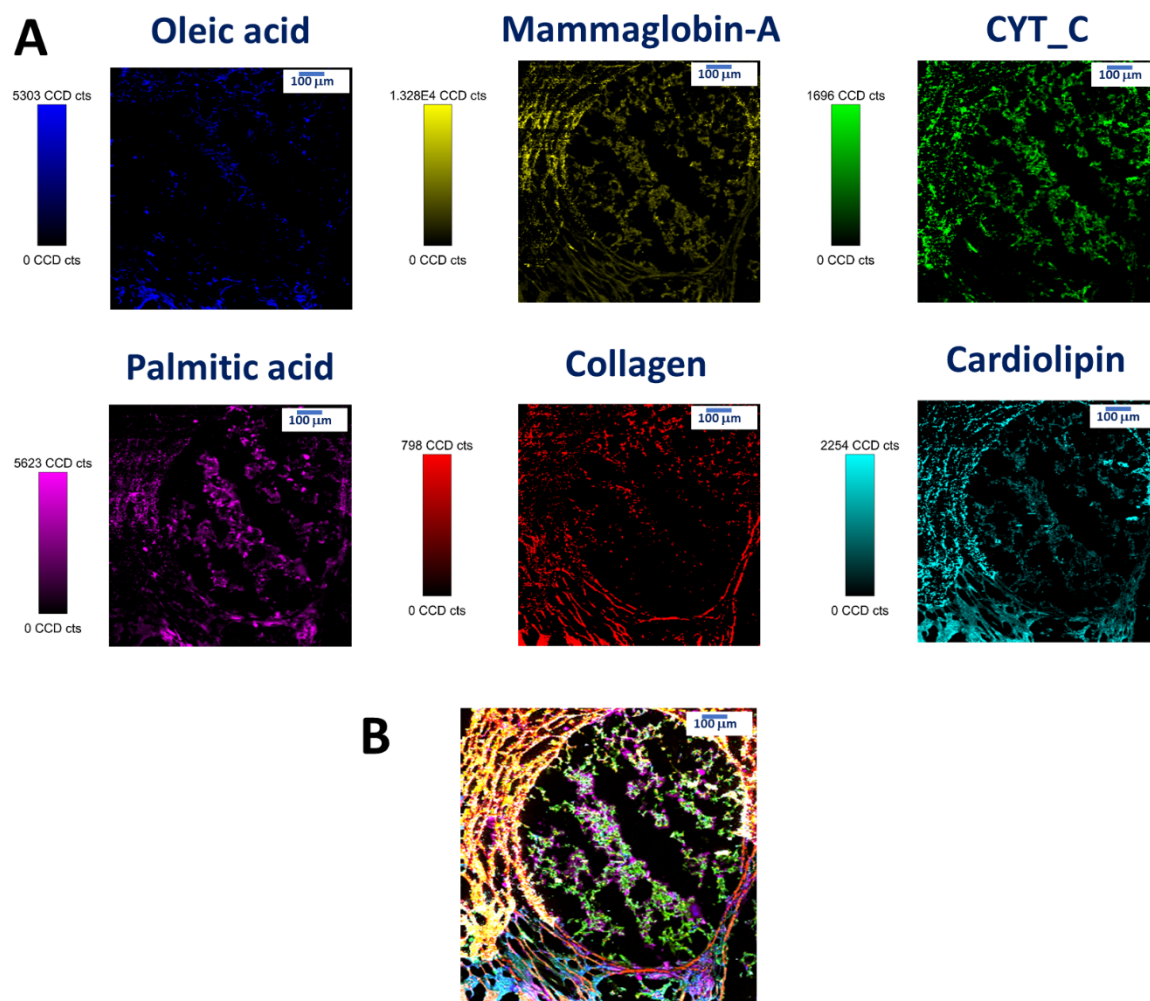 A
Oleic acid
100 μm
5303 CCD cts
0 CCD cts
Mammaglobin-A
100 μm
1.328E4 CCD cts
0 CCD cts
CYT_C
100 μm
1696 CCD cts
0 CCD cts
Palmitic acid
100 μm
5623 CCD cts
0 CCD cts
Collagen
100 μm
798 CCD cts
0 CCD cts
Cardiolipin
100 μm
2254 CCD cts
0 CCD cts
B
100 μm